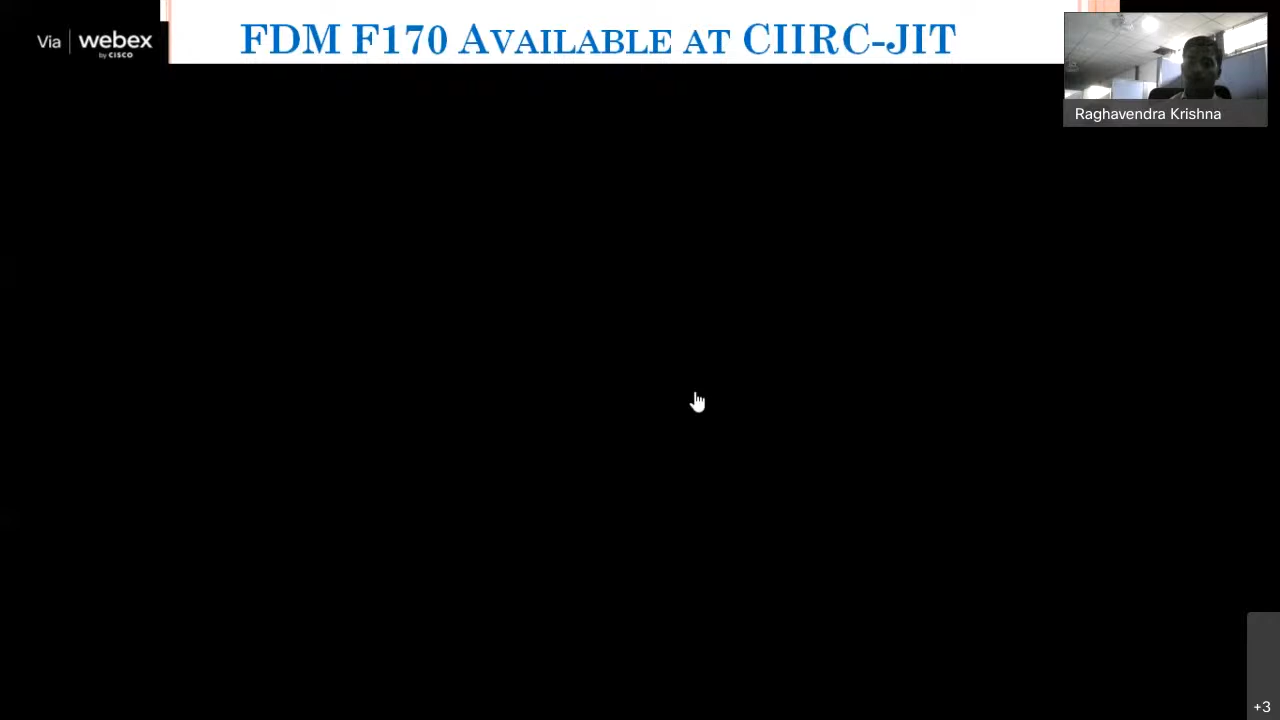 FDM F170 AVAILABLE AT CIIRC-JIT
Via webex
by CISCO
Raghavendra Krishna
+3